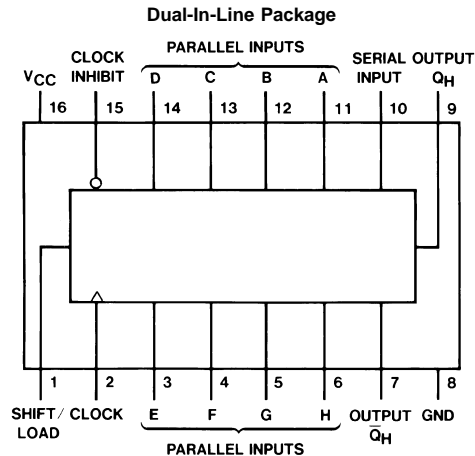 Dual-In-Line Package
PARALLEL INPUTS
CLOCK INHIBIT
SERIAL INPUT
OUTPUT QH
VCC D C B A
16 15 14 13 12 11 10 9
1 2 3 4 5 6 7 8
SHIFT/ LOAD
CLOCK
E F G H
OUTPUT Q̅H
GND
PARALLEL INPUTS